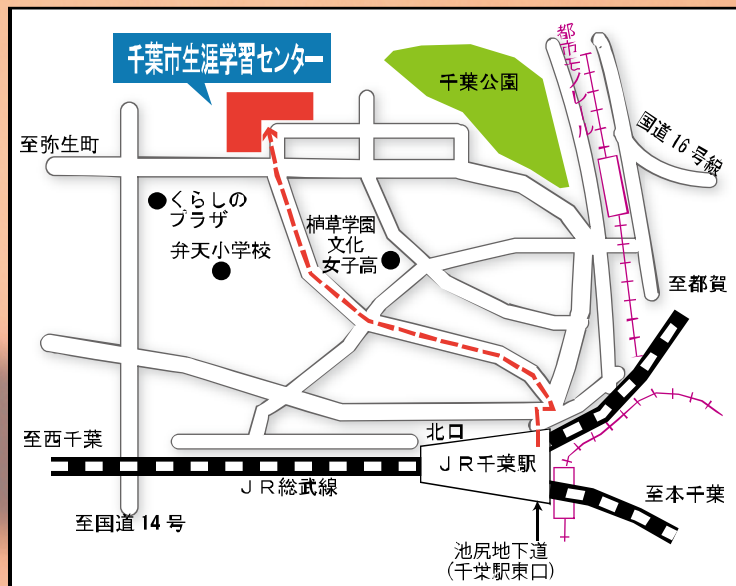 千葉市生涯学習センター
都市モノレール
千葉公園
国道16号線
至弥生町
くらしの
プラザ
弁天小学校
植草学園
文化
女子高
至都賀
至西千葉
北口
JR千葉駅
JR総武線
至本千葉
至国道14号
池尻地下道
(千葉駅東口)